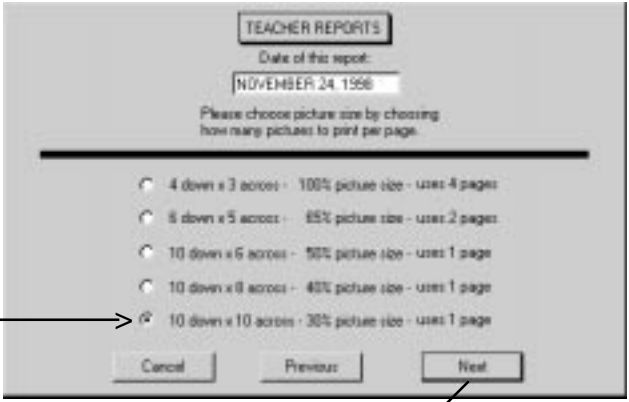 TEACHER REPORTS
Date of this report:
NOVEMBER 24, 1998
Please choose picture size by choosing
how many pictures to print per page.
4 down x 3 across - 100% picture size - uses 4 pages
6 down x 5 across - 65% picture size - uses 2 pages
10 down x 6 across - 50% picture size - uses 1 page
10 down x 8 across - 40% picture size - uses 1 page
10 down x 10 across - 30% picture size - uses 1 page
Cancel Previous Next